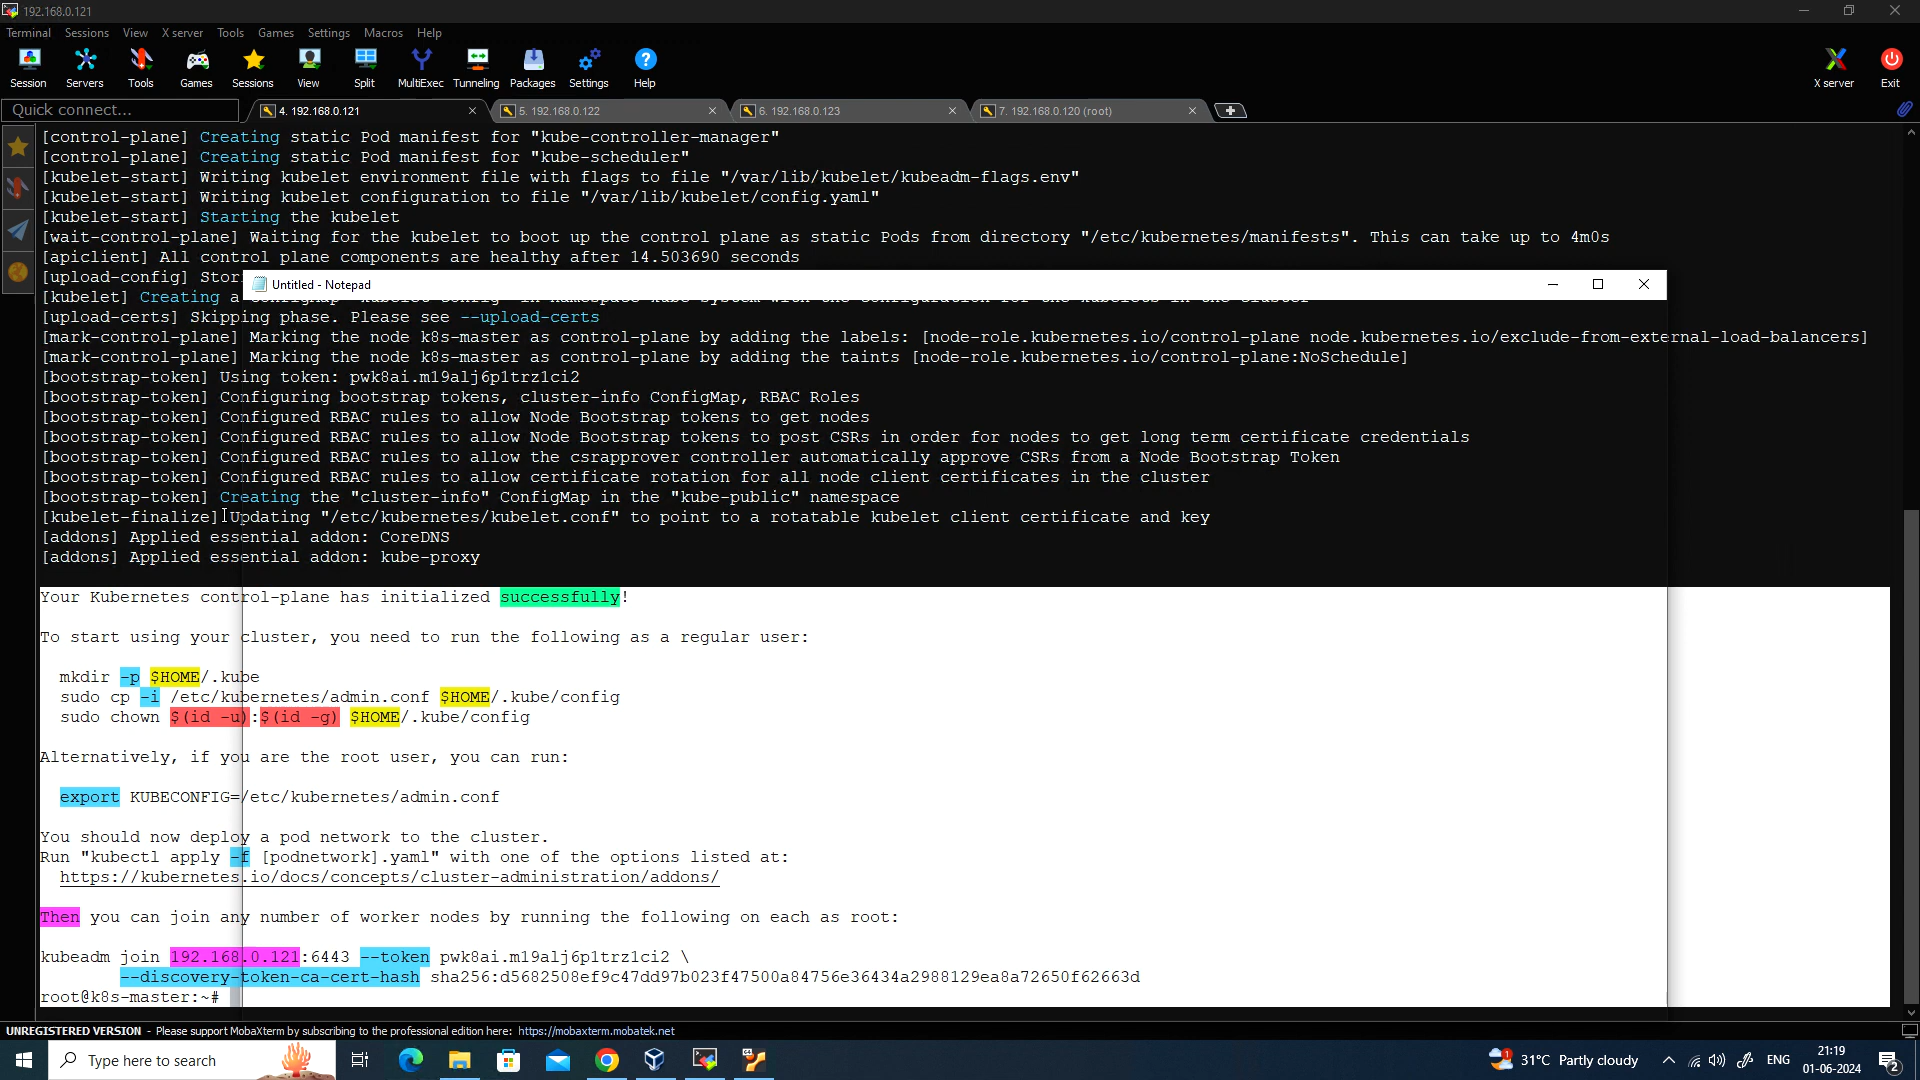 192.168.0.121
Terminal Sessions View X server Tools Games Settings Macros Help
Session Servers Tools Games Sessions View Split MultiExec Tunneling Packages Settings Help X server Exit
Quick connect... 4. 192.168.0.121 5. 192.168.0.122 6. 192.168.0.123 7. 192.168.0.120 (root)
[control-plane] Creating static Pod manifest for "kube-controller-manager"
[control-plane] Creating static Pod manifest for "kube-scheduler"
[kubelet-start] Writing kubelet environment file with flags to file "/var/lib/kubelet/kubeadm-flags.env"
[kubelet-start] Writing kubelet configuration to file "/var/lib/kubelet/config.yaml"
[kubelet-start] Starting the kubelet
[wait-control-plane] Waiting for the kubelet to boot up the control plane as static Pods from directory "/etc/kubernetes/manifests". This can take up to 4m0s
[apiclient] All control plane components are healthy after 14.503690 seconds
[upload-config] Stor
Untitled - Notepad
[kubelet] Creating a ConfigMap "kubelet-config" in namespace kube-system with the configuration for the kubelets in the cluster
[upload-certs] Skipping phase. Please see --upload-certs
[mark-control-plane] Marking the node k8s-master as control-plane by adding the labels: [node-role.kubernetes.io/control-plane node.kubernetes.io/exclude-from-external-load-balancers]
[mark-control-plane] Marking the node k8s-master as control-plane by adding the taints [node-role.kubernetes.io/control-plane:NoSchedule]
[bootstrap-token] Using token: pwk8ai.m19alj6p1trz1ci2
[bootstrap-token] Configuring bootstrap tokens, cluster-info ConfigMap, RBAC Roles
[bootstrap-token] Configured RBAC rules to allow Node Bootstrap tokens to get nodes
[bootstrap-token] Configured RBAC rules to allow Node Bootstrap tokens to post CSRs in order for nodes to get long term certificate credentials
[bootstrap-token] Configured RBAC rules to allow the csrapprover controller automatically approve CSRs from a Node Bootstrap Token
[bootstrap-token] Configured RBAC rules to allow certificate rotation for all node client certificates in the cluster
[bootstrap-token] Creating the "cluster-info" ConfigMap in the "kube-public" namespace
[kubelet-finalize] Updating "/etc/kubernetes/kubelet.conf" to point to a rotatable kubelet client certificate and key
[addons] Applied essential addon: CoreDNS
[addons] Applied essential addon: kube-proxy
Your Kubernetes control-plane has initialized successfully!
To start using your cluster, you need to run the following as a regular user:
mkdir -p $HOME/.kube
sudo cp -i /etc/kubernetes/admin.conf $HOME/.kube/config
sudo chown $(id -u):$(id -g) $HOME/.kube/config
Alternatively, if you are the root user, you can run:
export KUBECONFIG=/etc/kubernetes/admin.conf
You should now deploy a pod network to the cluster.
Run "kubectl apply -f [podnetwork].yaml" with one of the options listed at:
https://kubernetes.io/docs/concepts/cluster-administration/addons/
Then you can join any number of worker nodes by running the following on each as root:
kubeadm join 192.168.0.121:6443 --token pwk8ai.m19alj6p1trz1ci2 \
--discovery-token-ca-cert-hash sha256:d5682508ef9c47dd97b023f47500a84756e36434a2988129ea8a72650f62663d
root@k8s-master:~#
UNREGISTERED VERSION - Please support MobaXterm by subscribing to the professional edition here: https://mobaxterm.mobatek.net
Type here to search 1 31°C Partly cloudy ENG 21:19 2
01-06-2024